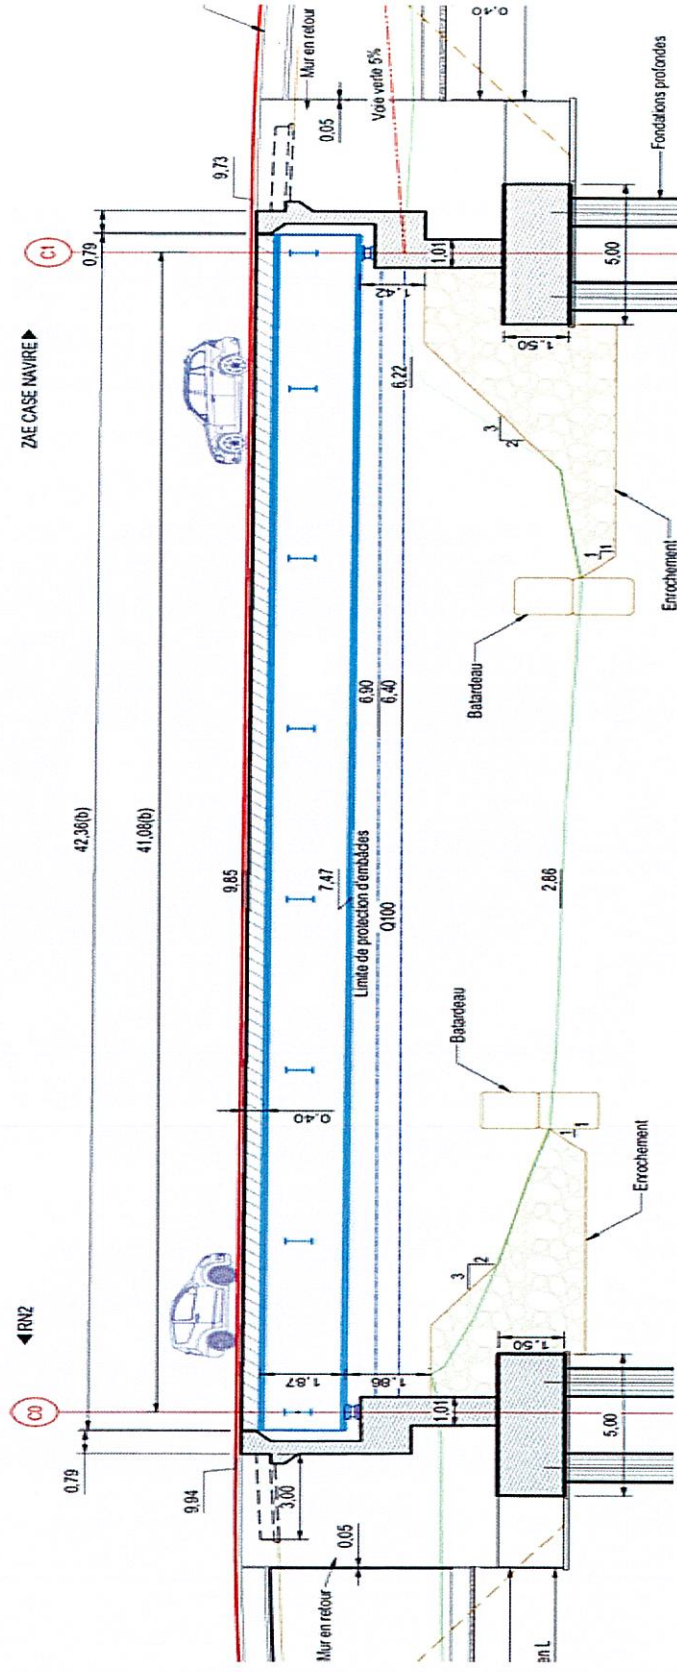 ◀RN2
ZAE CASE NAVIRE▶
C0
C1
0,79
42,36(b)
0,79
41,08(b)
9,94
9,85
9,73
Mur en retour
3,00
0,05
Mur en retour
0,05
1,87
0,40
7,47
Limite de protection d'embâcles
6,90
6,40
Q100
1,86
1,42
6,22
Voie verte 5%
0,40
1,01
1,01
3
2
3
2
Batardeau
Batardeau
2,86
1
1
1
1
1,50
1,50
5,00
5,00
Enrochement
Enrochement
Fondations profondes
en L